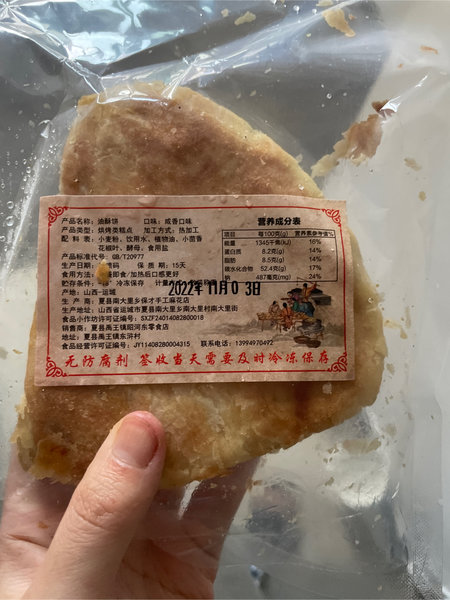 产品名称：油酥饼 口味：咸香口味
产品类型：烘烤类糕点 加工方式：热加工
配 料 表：小麦粉、饮用水、植物油、小茴香
花椒叶、酵母、食用盐
产品标准代号：GB/T20977
生产日期：码 保 质 期：15天
即食/加热后口感更好
贮存条件：-18°冷冻保存 计量
产地：山西-运城
2022年11月03日
生 产 商：夏县南大里乡保才手工麻花店
生产地址：山西省运城市夏县南大里乡南大里村南大里街
食品小作坊许可证编号：SXZF24014082800018
销售商：夏县禹王镇阳河东零食店
地址：夏县禹王镇东浒村
食品经营许可证编号：JY11408280004315 联系电话：13994970492
营养成分表
项目 每100克(g) 营养素参考值%
能量 1345千焦(kJ) 16%
蛋白质 8.2克(g) 14%
脂肪 8.5克(g) 14%
碳水化合物 52.4克(g) 17%
钠 487毫克(mg) 24%
无防腐剂 签收当天需要及时冷冻保存